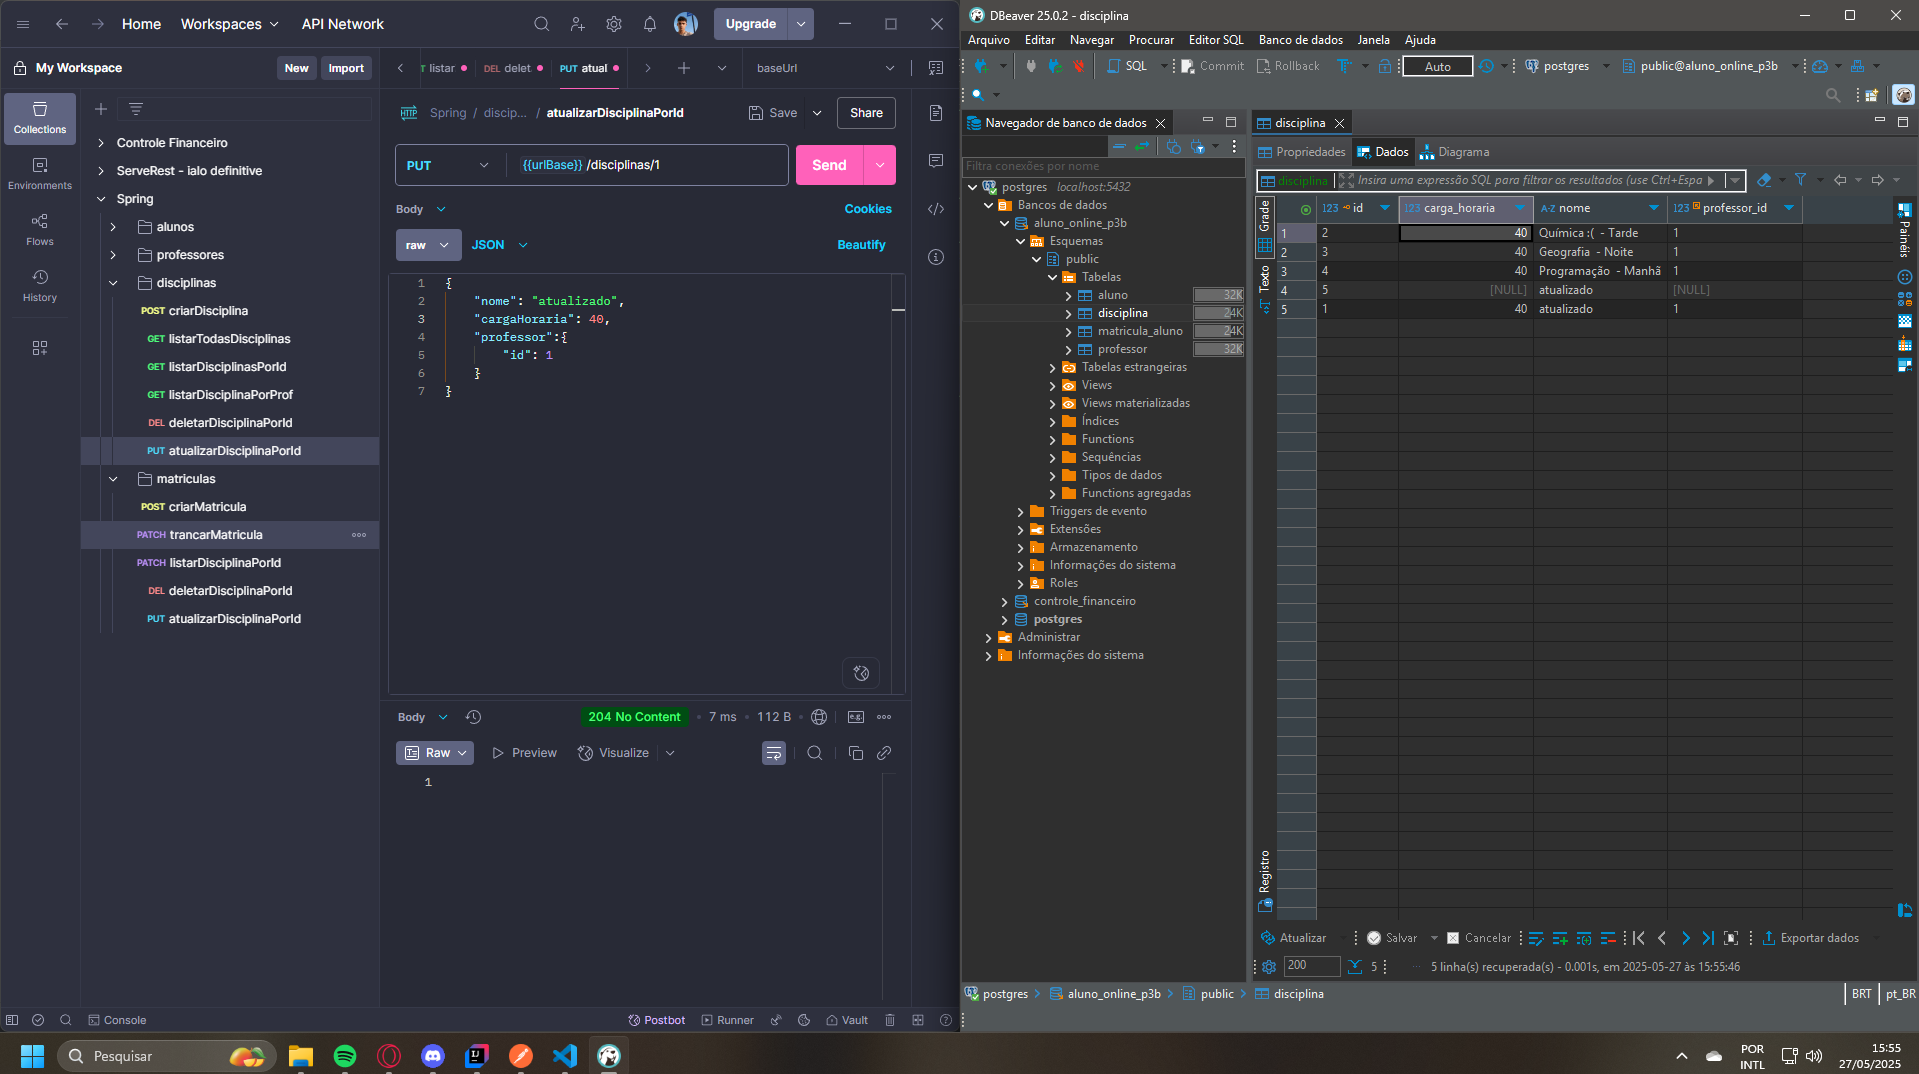 Home
Workspaces
API Network
Upgrade
My Workspace
New
Import
T listar
DEL delet
PUT atual
baseUrl
Collections
Environments
Flows
History
Controle Financeiro
ServeRest - ialo definitive
Spring
alunos
professores
disciplinas
POST criarDisciplina
GET listarTodasDisciplinas
GET listarDisciplinasPorId
GET listarDisciplinaPorProf
DEL deletarDisciplinaPorId
PUT atualizarDisciplinaPorId
matriculas
POST criarMatricula
PATCH trancarMatricula
PATCH listarDisciplinaPorId
DEL deletarDisciplinaPorId
PUT atualizarDisciplinaPorId
HTTP Spring / discip... / atualizarDisciplinaPorId
Save
Share
PUT
{{urlBase}} /disciplinas/1
Send
Body
Cookies
raw
JSON
Beautify
1 {
2 "nome": "atualizado",
3 "cargaHoraria": 40,
4 "professor":{
5 "id": 1
6 }
7 }
Body
204 No Content
7 ms
112 B
e.g.
Raw
Preview
Visualize
1
Console
Postbot
Runner
Vault
DBeaver 25.0.2 - disciplina
Arquivo Editar Navegar Procurar Editor SQL Banco de dados Janela Ajuda
SQL
Commit
Rollback
Auto
postgres
public@aluno_online_p3b
Navegador de banco de dados
Filtra conexões por nome
postgres localhost:5432
Bancos de dados
aluno_online_p3b
Esquemas
public
Tabelas
aluno 32K
disciplina 24K
matricula_aluno 24K
professor 32K
Tabelas estrangeiras
Views
Views materializadas
Índices
Functions
Sequências
Tipos de dados
Functions agregadas
Triggers de evento
Extensões
Armazenamento
Informações do sistema
Roles
controle_financeiro
postgres
Administrar
Informações do sistema
disciplina
Propriedades
Dados
Diagrama
disciplina
Insira uma expressão SQL para filtrar os resultados (use Ctrl+Espa
Grade
Texto
Registro
Painéis
123 id 123 carga_horaria A-Z nome 123 professor_id
1 2 40 Química :( - Tarde 1
2 3 40 Geografia - Noite 1
3 4 40 Programação - Manhã 1
4 5 [NULL] atualizado [NULL]
5 1 40 atualizado 1
Atualizar
Salvar
Cancelar
Exportar dados
200
5
5 linha(s) recuperada(s) - 0.001s, em 2025-05-27 às 15:55:46
postgres
aluno_online_p3b
public
disciplina
BRT
pt_BR
Pesquisar
POR
INTL
15:55
27/05/2025